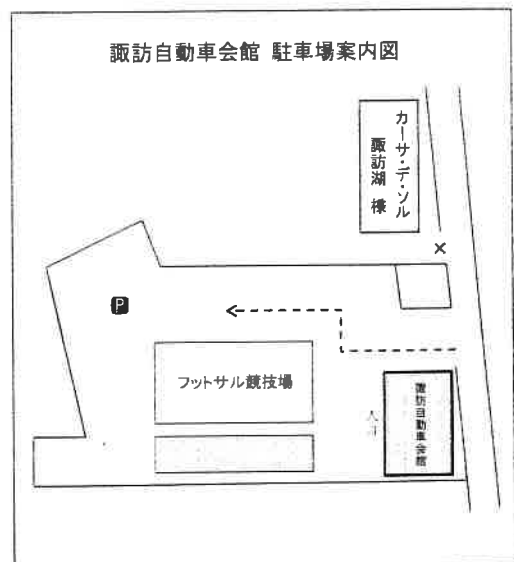 諏訪自動車会館 駐車場案内図
カーサ・デ・ソル
諏訪湖 様
×
P
フットサル競技場
諏訪自動車会館
入口